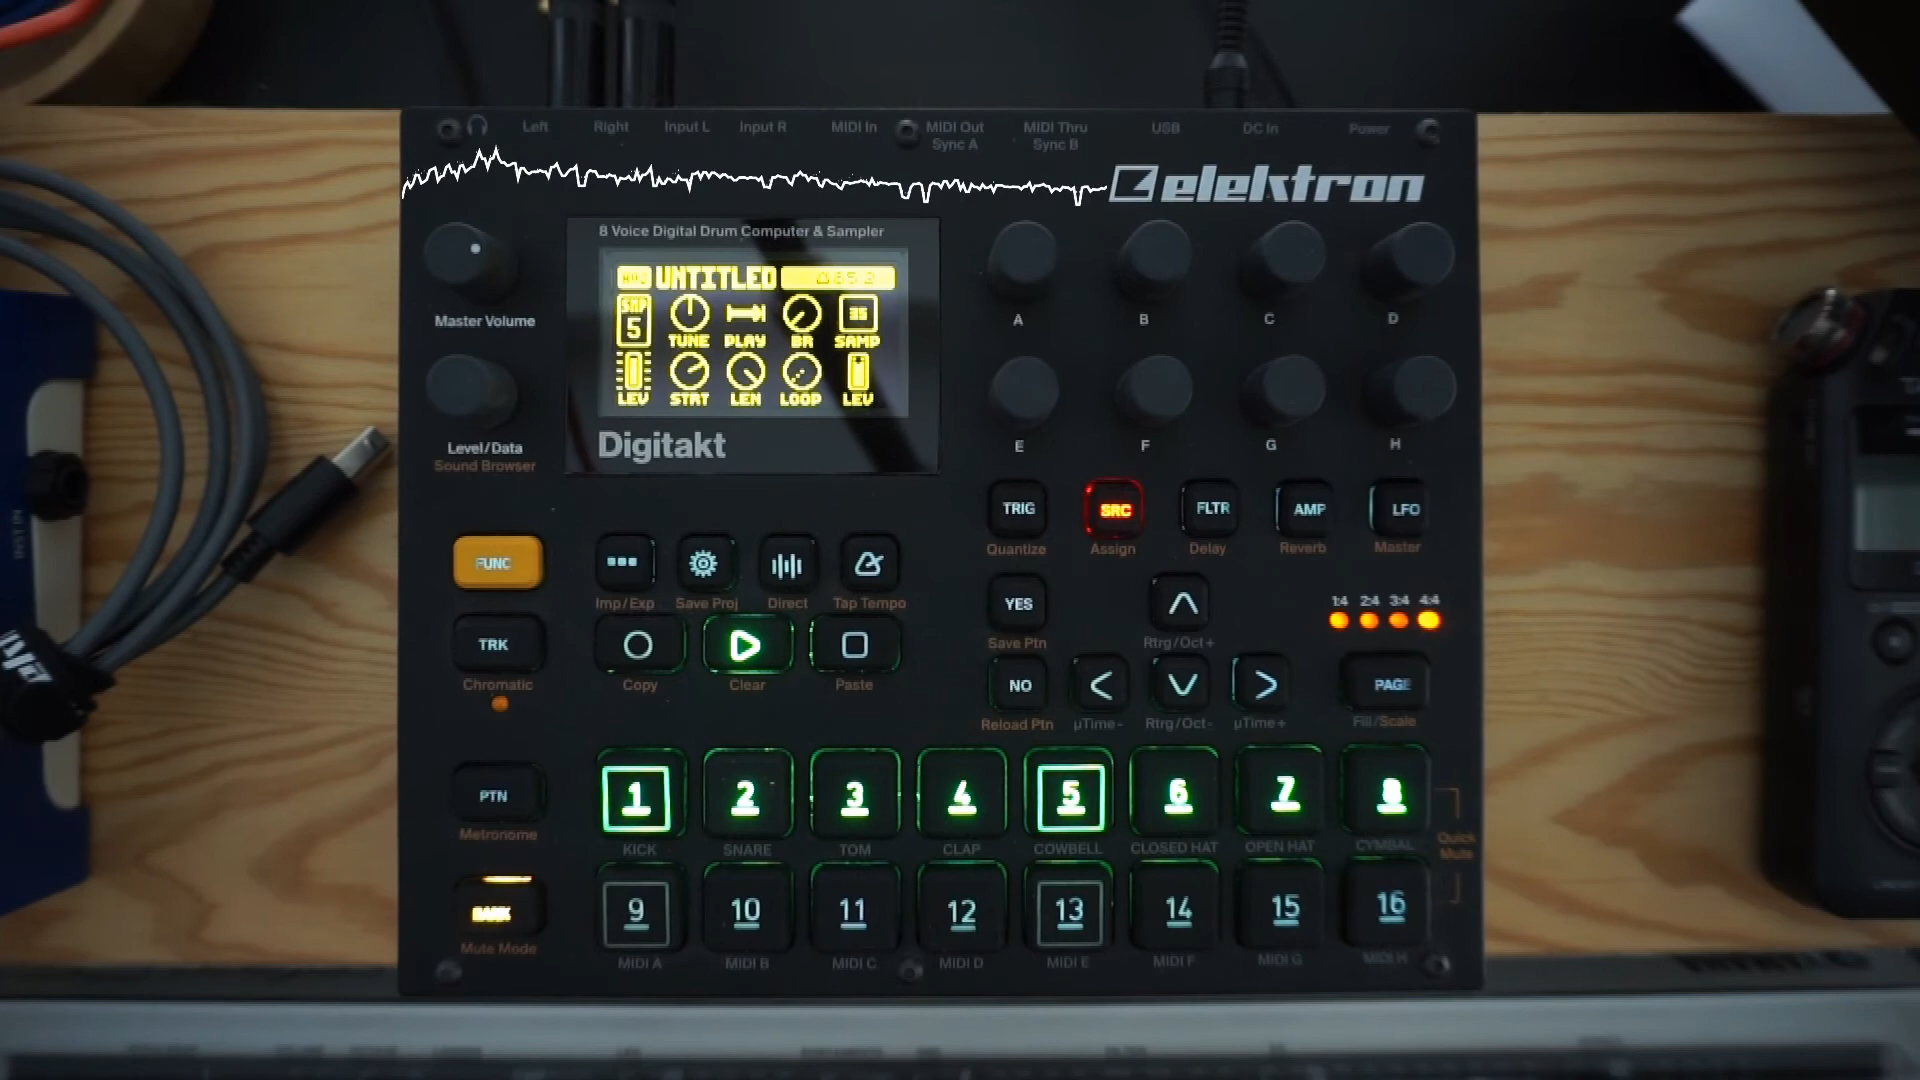 Left Right Input L Input R MIDI In MIDI Out MIDI Thru USB DC In Power
Sync A Sync B
elektron
8 Voice Digital Drum Computer & Sampler
UNTITLED
SMP
5
TUNE PLAY BR SAMP
35
LEV STRT LEN LOOP LEV
Digitakt
Master Volume
A B C D
Level/Data
Sound Browser
E F G H
TRIG SRC FLTR AMP LFO
Quantize Assign Delay Reverb Master
FUNC
Imp/Exp Save Proj Direct Tap Tempo
YES
Save Ptn Rtrg/Oct+
1:4 2:4 3:4 4:4
TRK
Chromatic Copy Clear Paste
NO PAGE
Reload Ptn µTime- Rtrg/Oct- µTime+ Fill/Scale
PTN
Metronome
1 2 3 4 5 6 7 8
KICK SNARE TOM CLAP COWBELL CLOSED HAT OPEN HAT CYMBAL
Quick
Mute
BANK
Mute Mode
9 10 11 12 13 14 15 16
MIDI A MIDI B MIDI C MIDI D MIDI E MIDI F MIDI G MIDI H